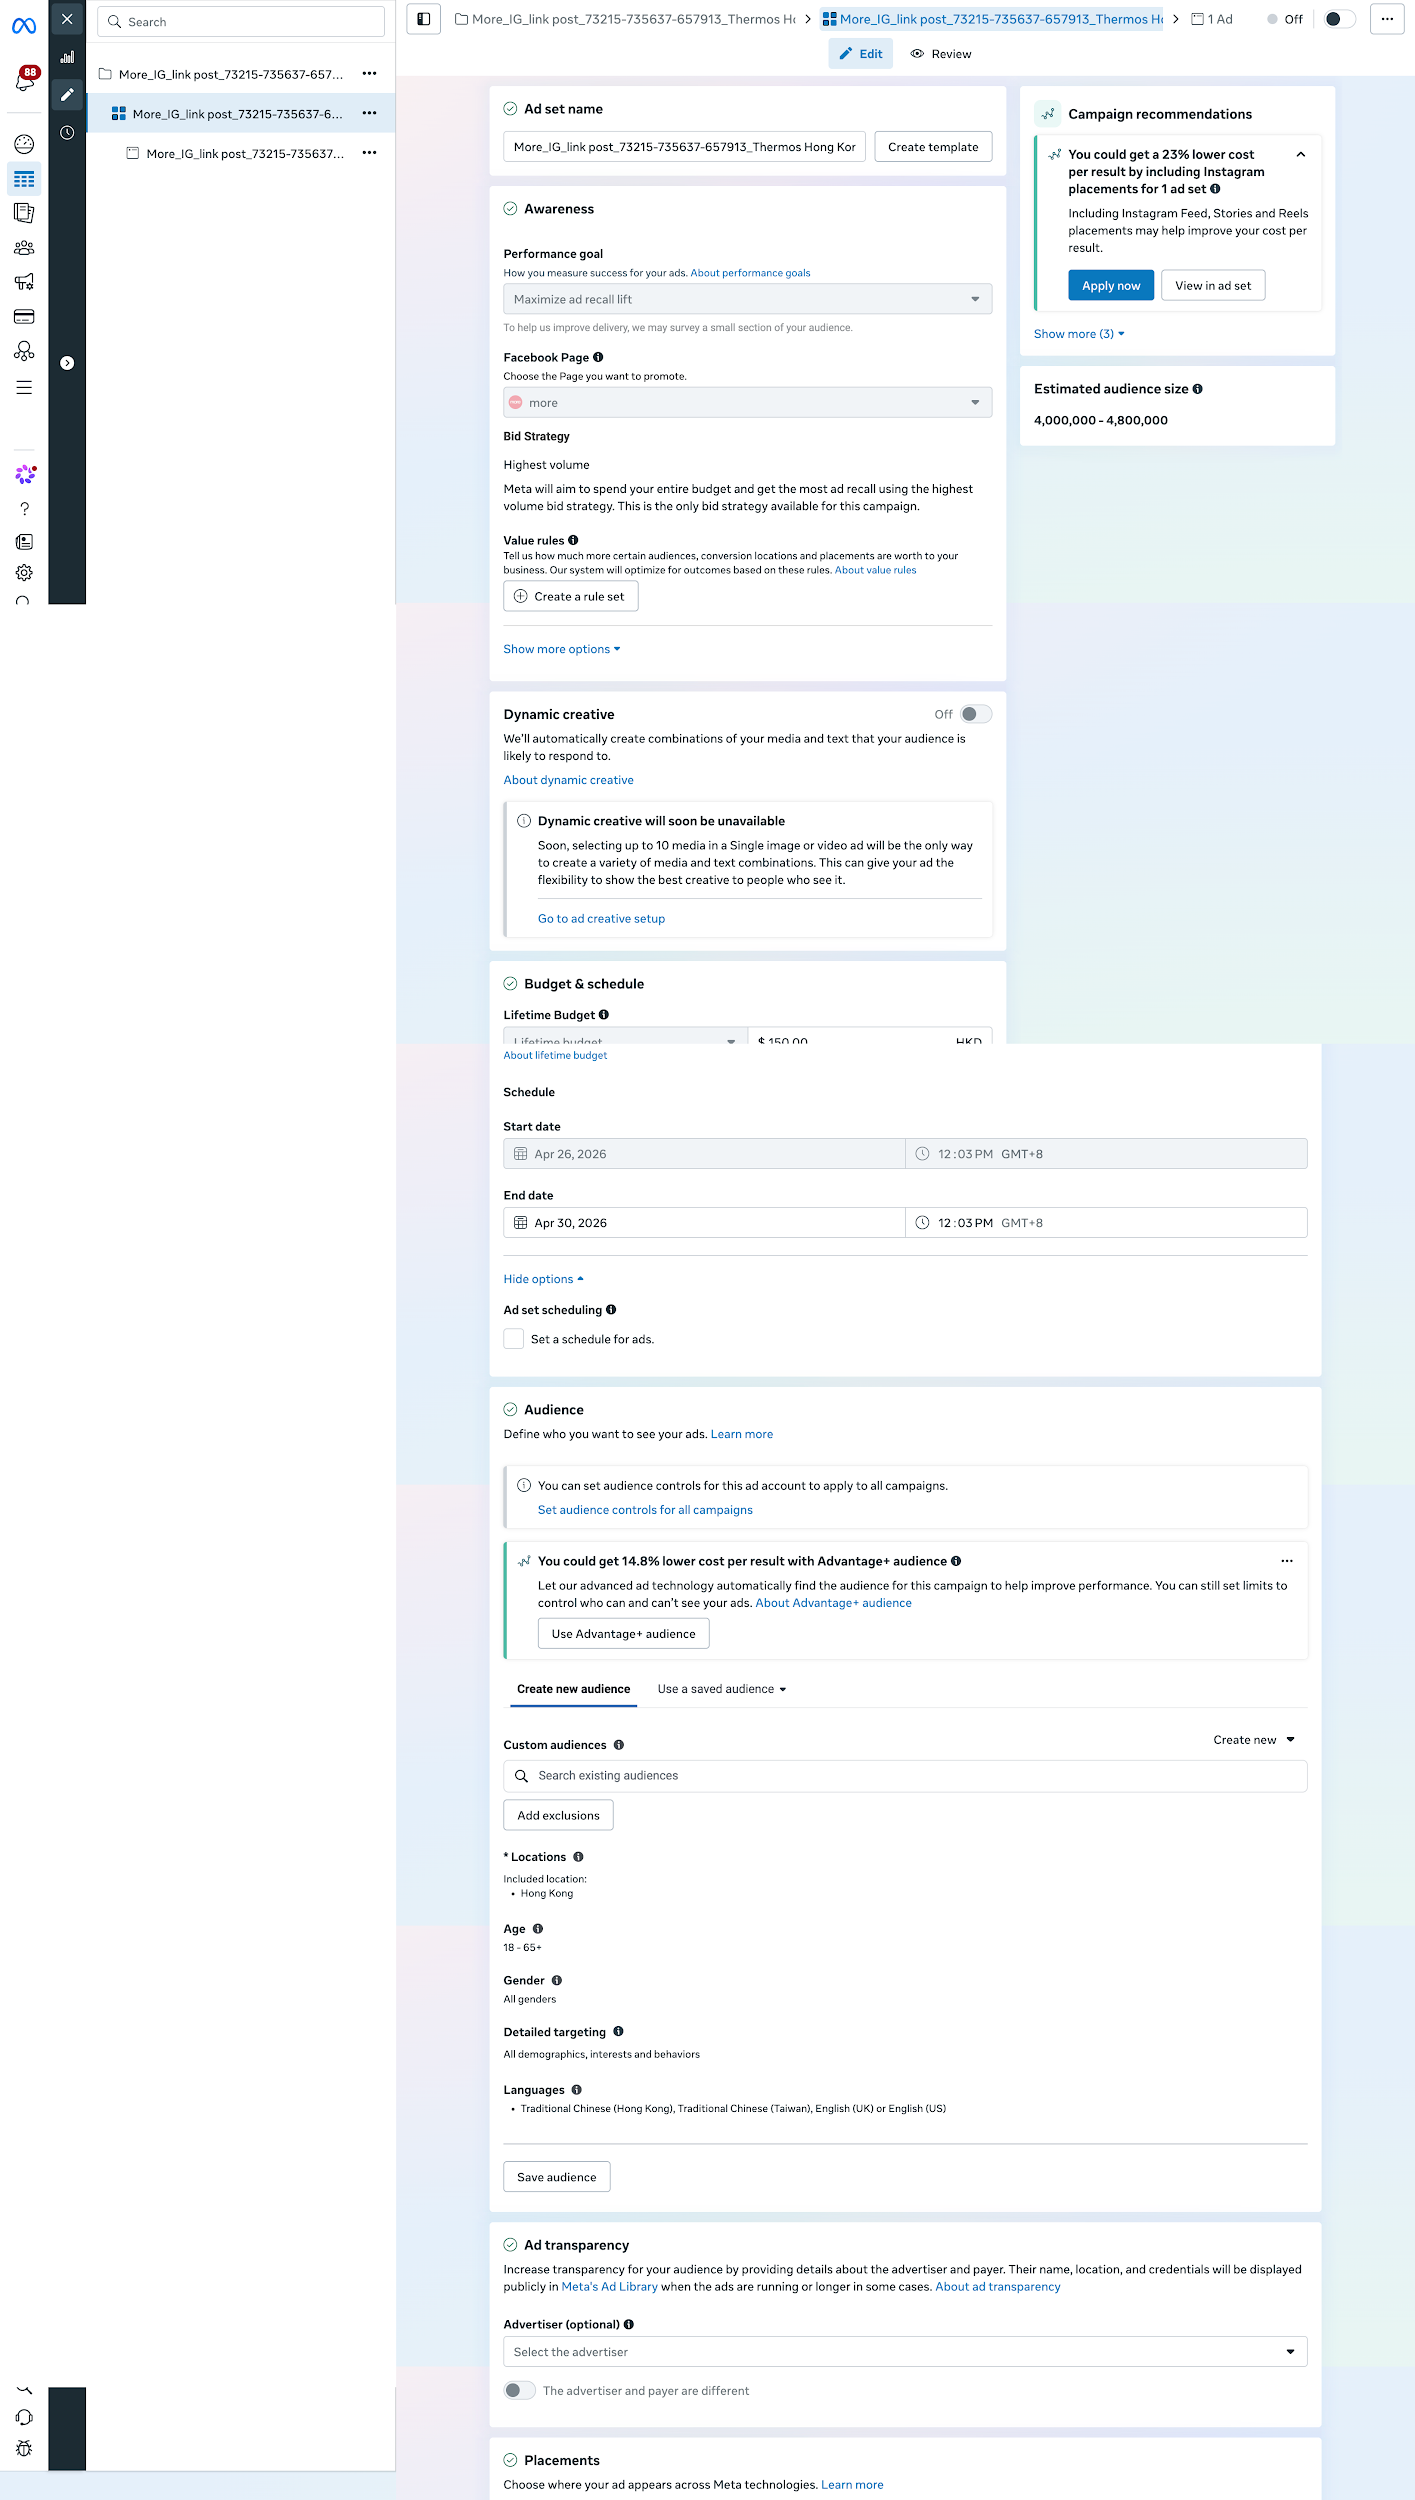 88
Search
More_IG_link post_73215-735637-657...
More_IG_link post_73215-735637-6...
More_IG_link post_73215-735637...
More_IG_link post_73215-735637-657913_Thermos Hc
More_IG_link post_73215-735637-657913_Thermos H
1 Ad
Off
Edit
Review
Ad set name
More_IG_link post_73215-735637-657913_Thermos Hong Kor
Create template
Awareness
Performance goal
How you measure success for your ads. About performance goals
Maximize ad recall lift
To help us improve delivery, we may survey a small section of your audience.
Facebook Page
Choose the Page you want to promote.
more
Bid Strategy
Highest volume
Meta will aim to spend your entire budget and get the most ad recall using the highest
volume bid strategy. This is the only bid strategy available for this campaign.
Value rules
Tell us how much more certain audiences, conversion locations and placements are worth to your
business. Our system will optimize for outcomes based on these rules. About value rules
Create a rule set
Show more options
Campaign recommendations
You could get a 23% lower cost
per result by including Instagram
placements for 1 ad set
Including Instagram Feed, Stories and Reels
placements may help improve your cost per
result.
Apply now
View in ad set
Show more (3)
Estimated audience size
4,000,000 - 4,800,000
Dynamic creative
Off
We'll automatically create combinations of your media and text that your audience is
likely to respond to.
About dynamic creative
Dynamic creative will soon be unavailable
Soon, selecting up to 10 media in a Single image or video ad will be the only way
to create a variety of media and text combinations. This can give your ad the
flexibility to show the best creative to people who see it.
Go to ad creative setup
Budget & schedule
Lifetime Budget
Lifetime budget
$150.00
HKD
About lifetime budget
Schedule
Start date
Apr 26, 2026
12:03 PM GMT+8
End date
Apr 30, 2026
12:03 PM GMT+8
Hide options
Ad set scheduling
Set a schedule for ads.
Audience
Define who you want to see your ads. Learn more
You can set audience controls for this ad account to apply to all campaigns.
Set audience controls for all campaigns
You could get 14.8% lower cost per result with Advantage+ audience
Let our advanced ad technology automatically find the audience for this campaign to help improve performance. You can still set limits to
control who can and can't see your ads. About Advantage+ audience
Use Advantage+ audience
Create new audience
Use a saved audience
Custom audiences
Create new
Search existing audiences
Add exclusions
* Locations
Included location:
• Hong Kong
Age
18 - 65+
Gender
All genders
Detailed targeting
All demographics, interests and behaviors
Languages
• Traditional Chinese (Hong Kong), Traditional Chinese (Taiwan), English (UK) or English (US)
Save audience
Ad transparency
Increase transparency for your audience by providing details about the advertiser and payer. Their name, location, and credentials will be displayed
publicly in Meta's Ad Library when the ads are running or longer in some cases. About ad transparency
Advertiser (optional)
Select the advertiser
The advertiser and payer are different
Placements
Choose where your ad appears across Meta technologies. Learn more